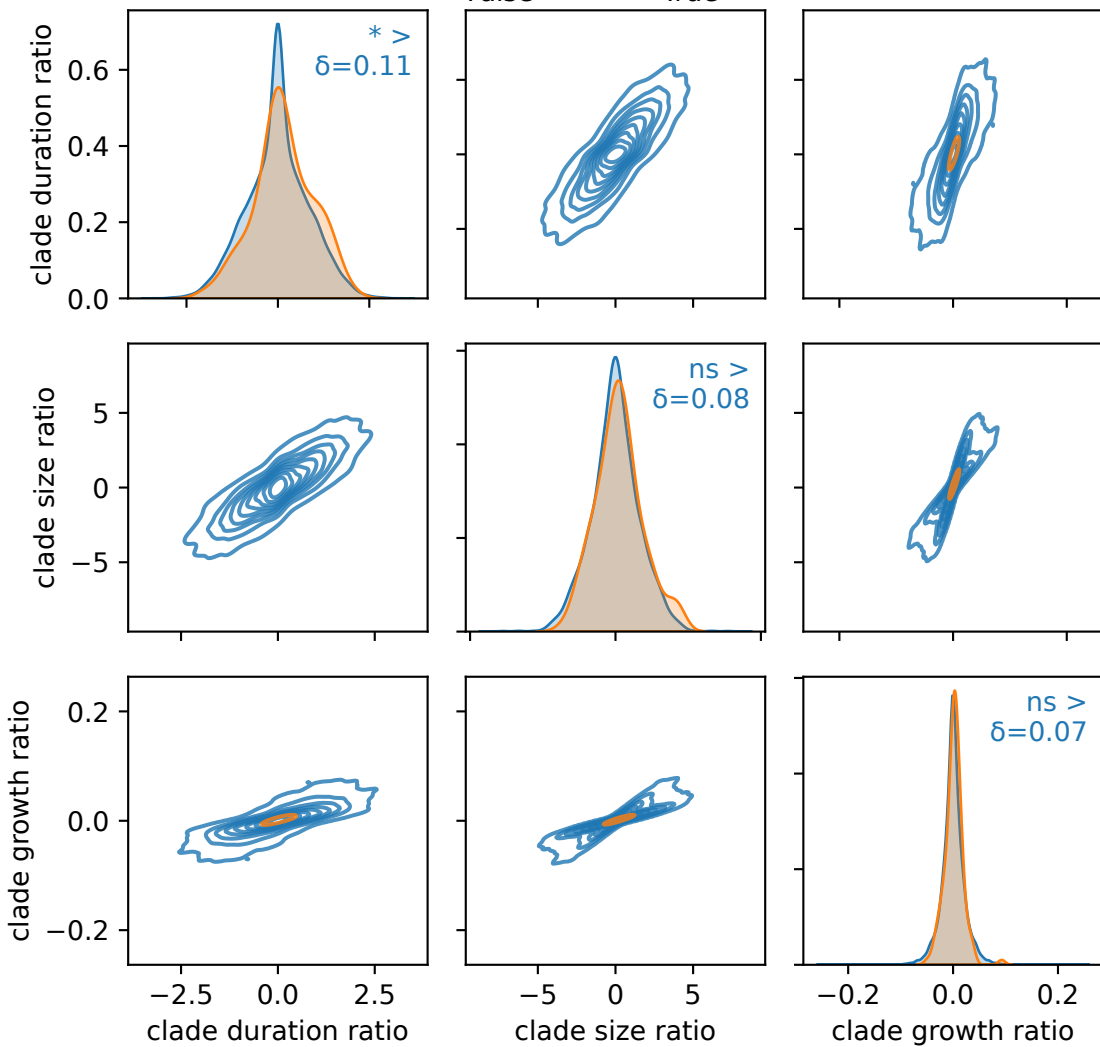 clade duration ratio
0.6
0.4
0.2
0.0
* >
δ=0.11
clade size ratio
5
0
−5
ns >
δ=0.08
clade growth ratio
0.2
0.0
−0.2
ns >
δ=0.07
−2.5 0.0 2.5
−5 0 5
−0.2 0.0 0.2
clade duration ratio
clade size ratio
clade growth ratio